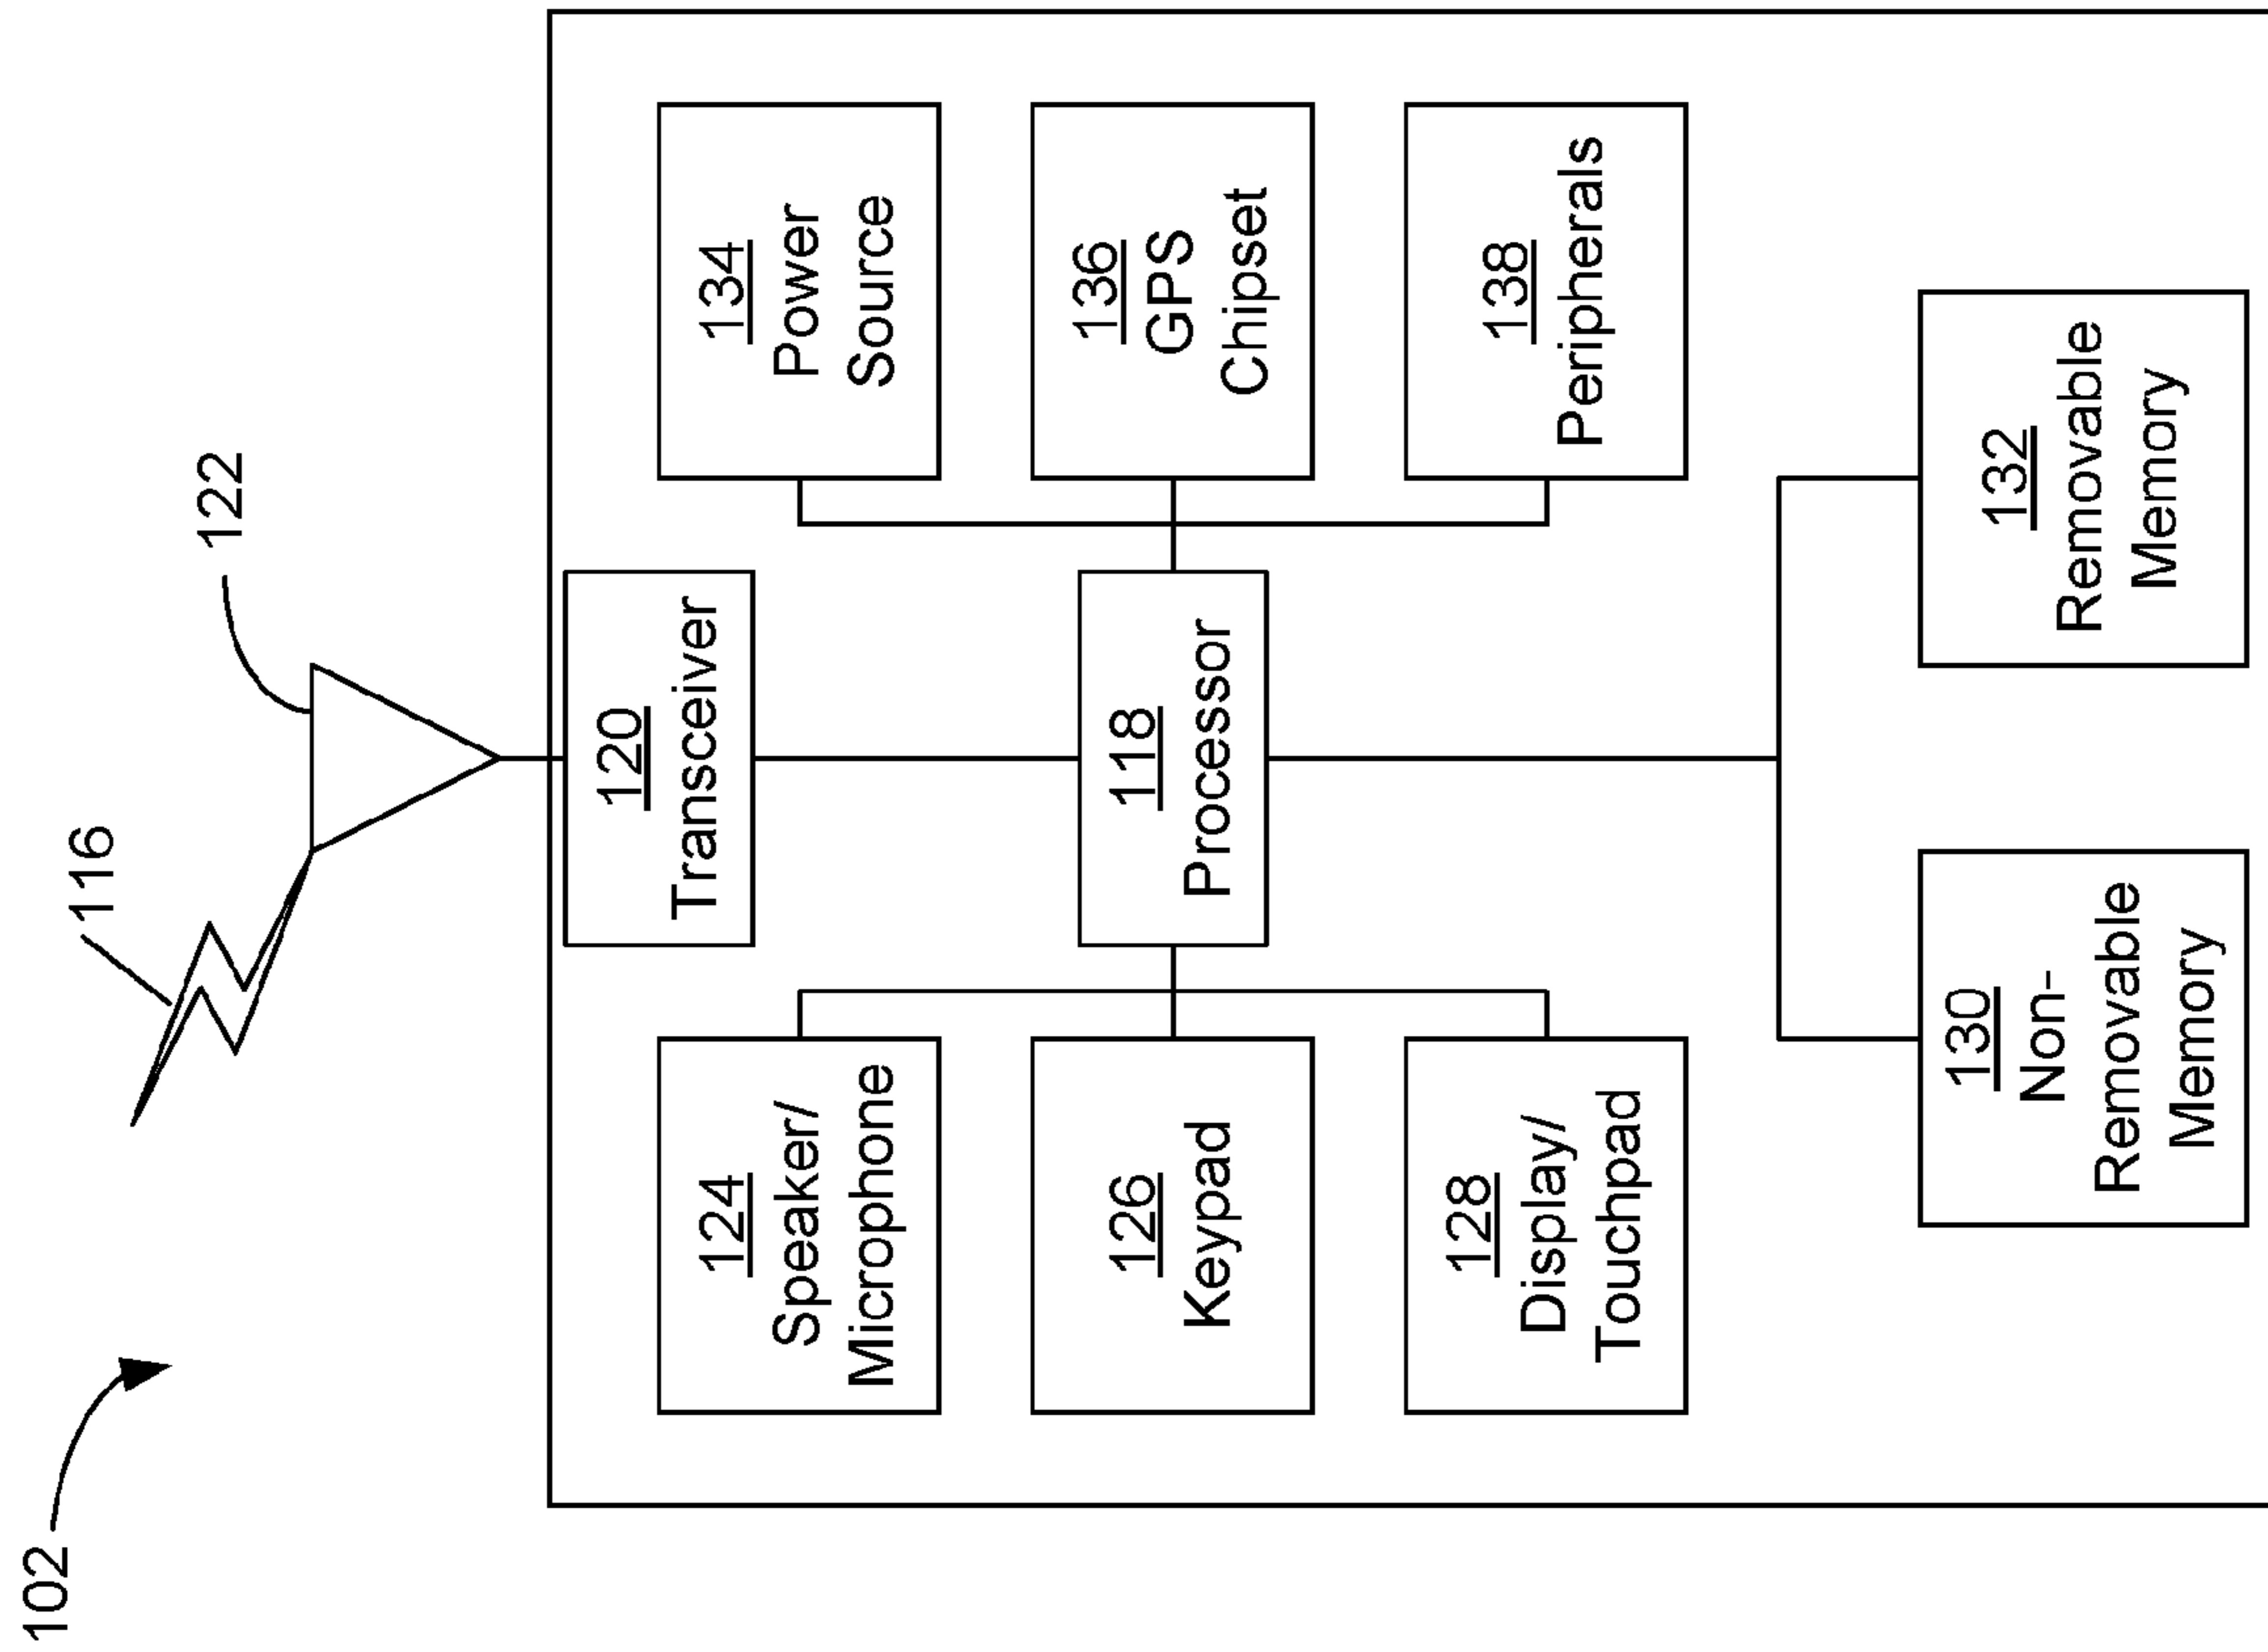 102
116
122
120
Transceiver
124
Speaker/
Microphone
134
Power
Source
118
Processor
126
Keypad
136
GPS
Chipset
128
Display/
Touchpad
138
Peripherals
130
Non-
Removable
Memory
132
Removable
Memory